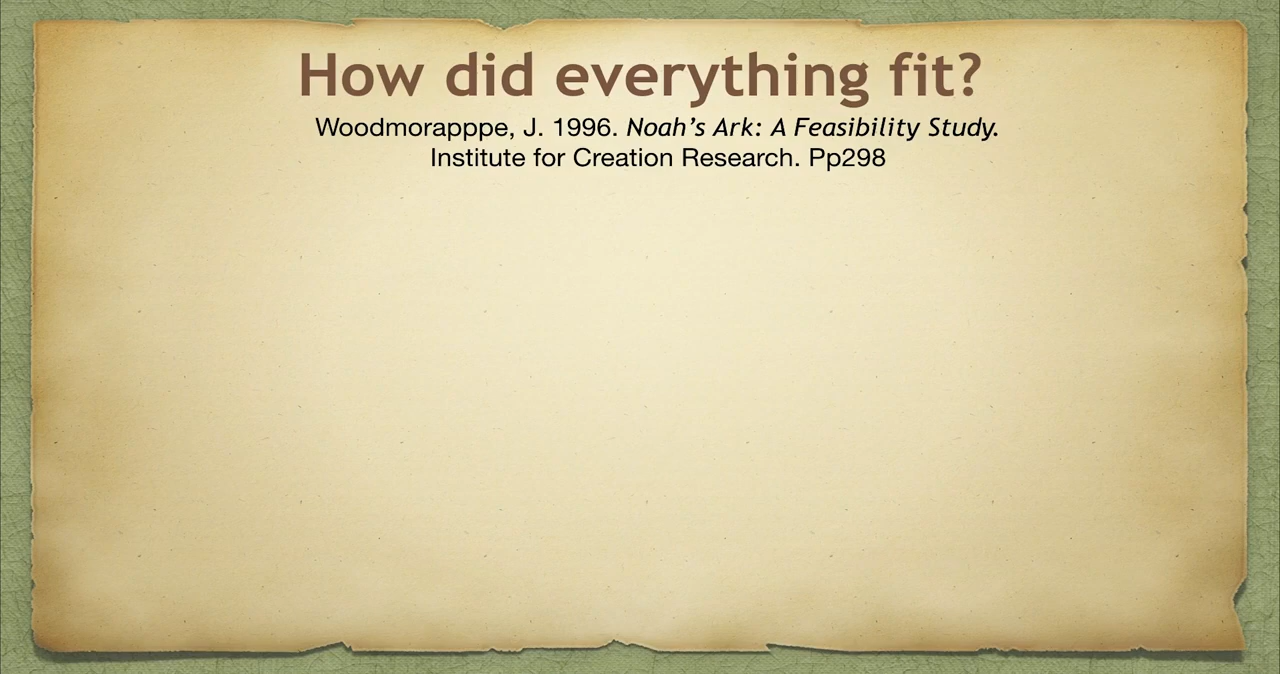 How did everything fit?
Woodmorapppe, J. 1996. Noah’s Ark: A Feasibility Study.
Institute for Creation Research. Pp298